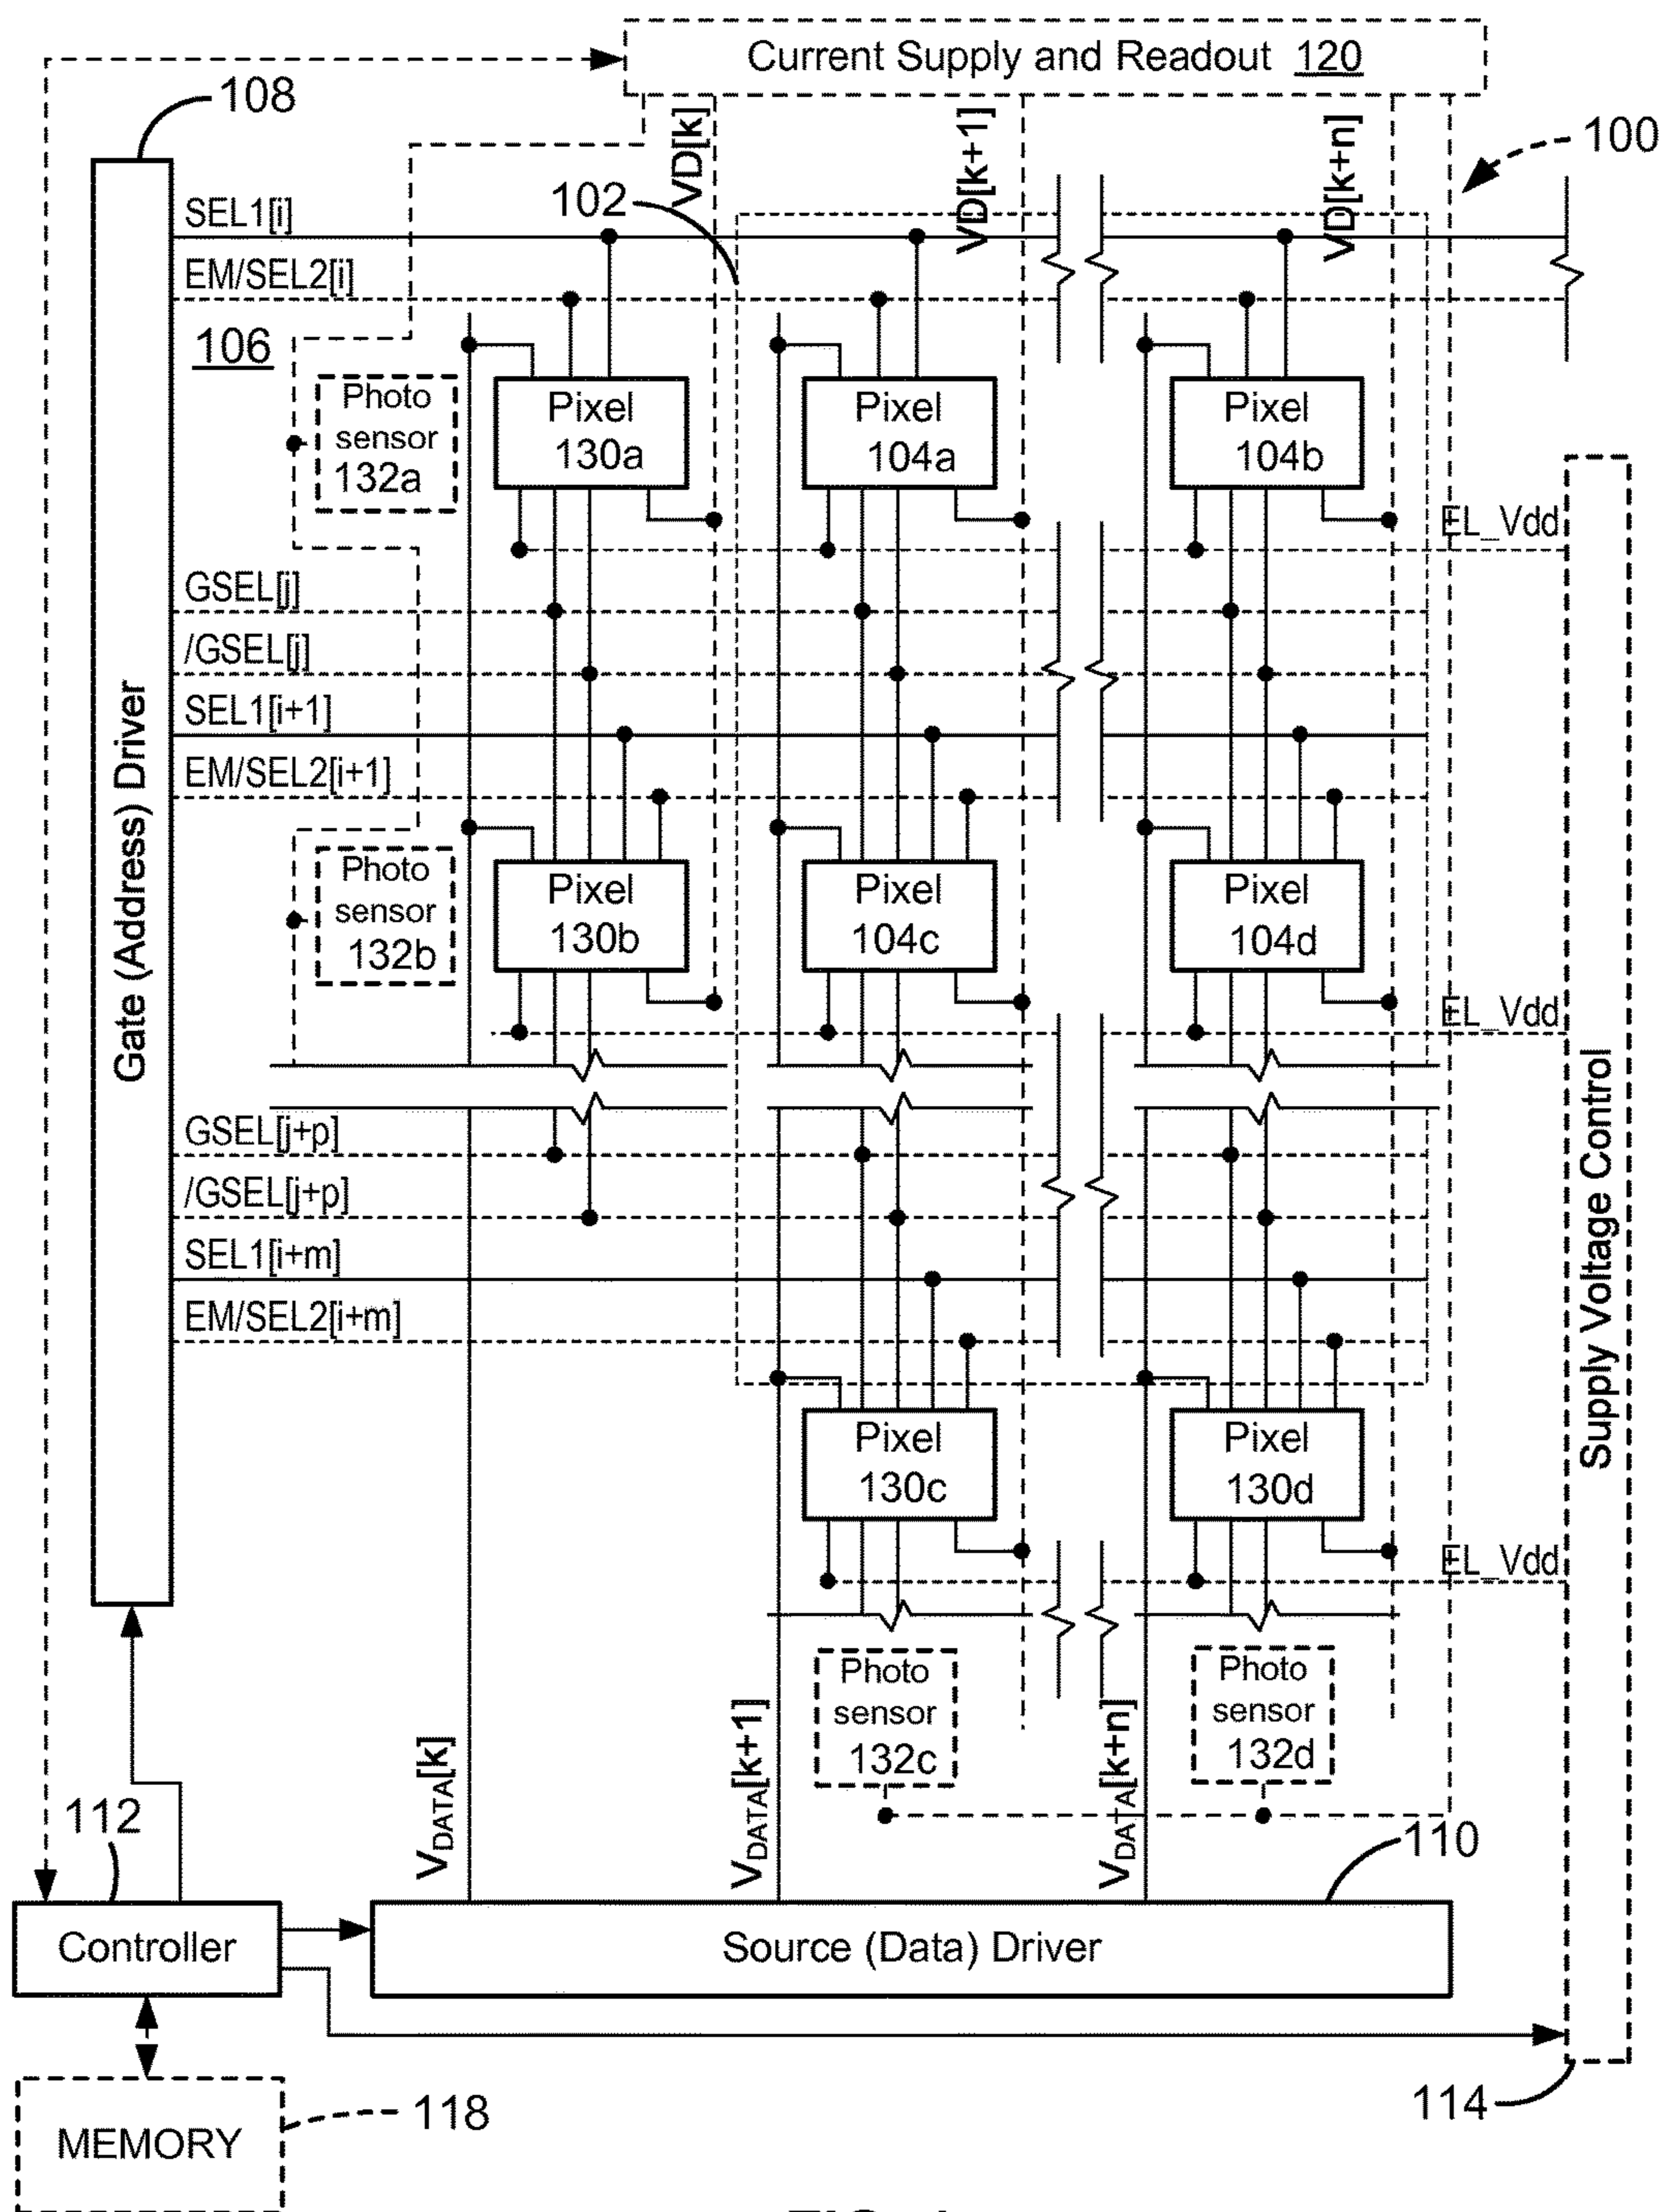 Current Supply and Readout 120
108
VD[k]
VD[k+1]
VD[k+n]
100
102
SEL1[i]
EM/SEL2[i]
106
Photo
sensor
132a
Pixel
130a
Pixel
104a
Pixel
104b
EL_Vdd
GSEL[j]
/GSEL[j]
SEL1[i+1]
EM/SEL2[i+1]
Gate (Address) Driver
Photo
sensor
132b
Pixel
130b
Pixel
104c
Pixel
104d
EL_Vdd
Supply Voltage Control
GSEL[j+p]
/GSEL[j+p]
SEL1[i+m]
EM/SEL2[i+m]
Pixel
130c
Pixel
130d
EL_Vdd
Photo
sensor
132c
Photo
sensor
132d
VDATA[k]
VDATA[k+1]
VDATA[k+n]
112
110
Controller
Source (Data) Driver
114
118
MEMORY